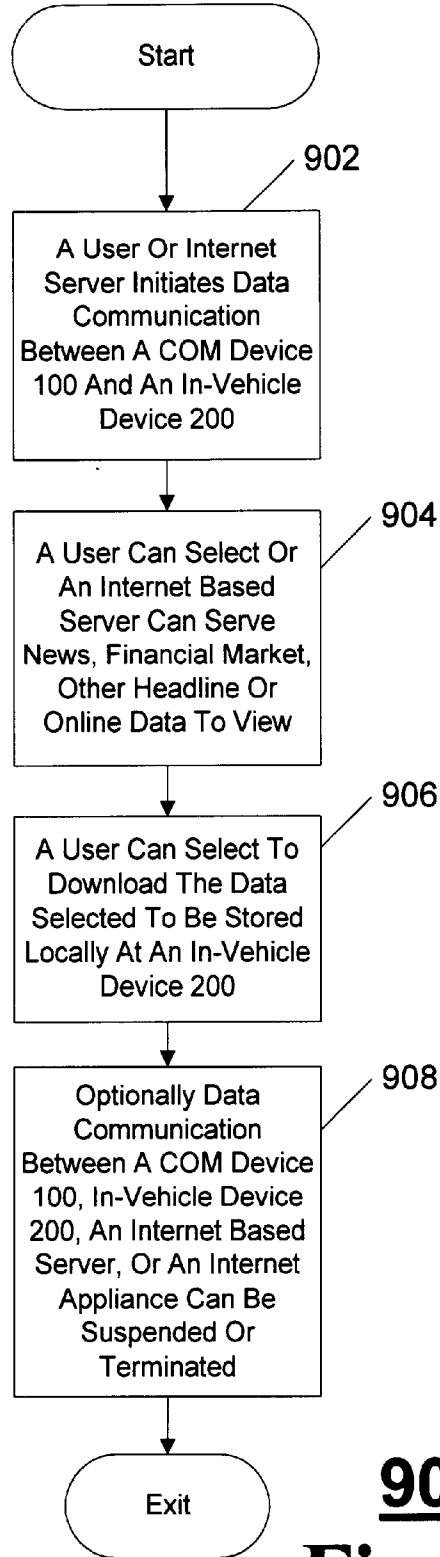 Start
902
A User Or Internet
Server Initiates Data
Communication
Between A COM Device
100 And An In-Vehicle
Device 200
904
A User Can Select Or
An Internet Based
Server Can Serve
News, Financial Market,
Other Headline Or
Online Data To View
906
A User Can Select To
Download The Data
Selected To Be Stored
Locally At An In-Vehicle
Device 200
908
Optionally Data
Communication
Between A COM Device
100, In-Vehicle Device
200, An Internet Based
Server, Or An Internet
Appliance Can Be
Suspended Or
Terminated
Exit